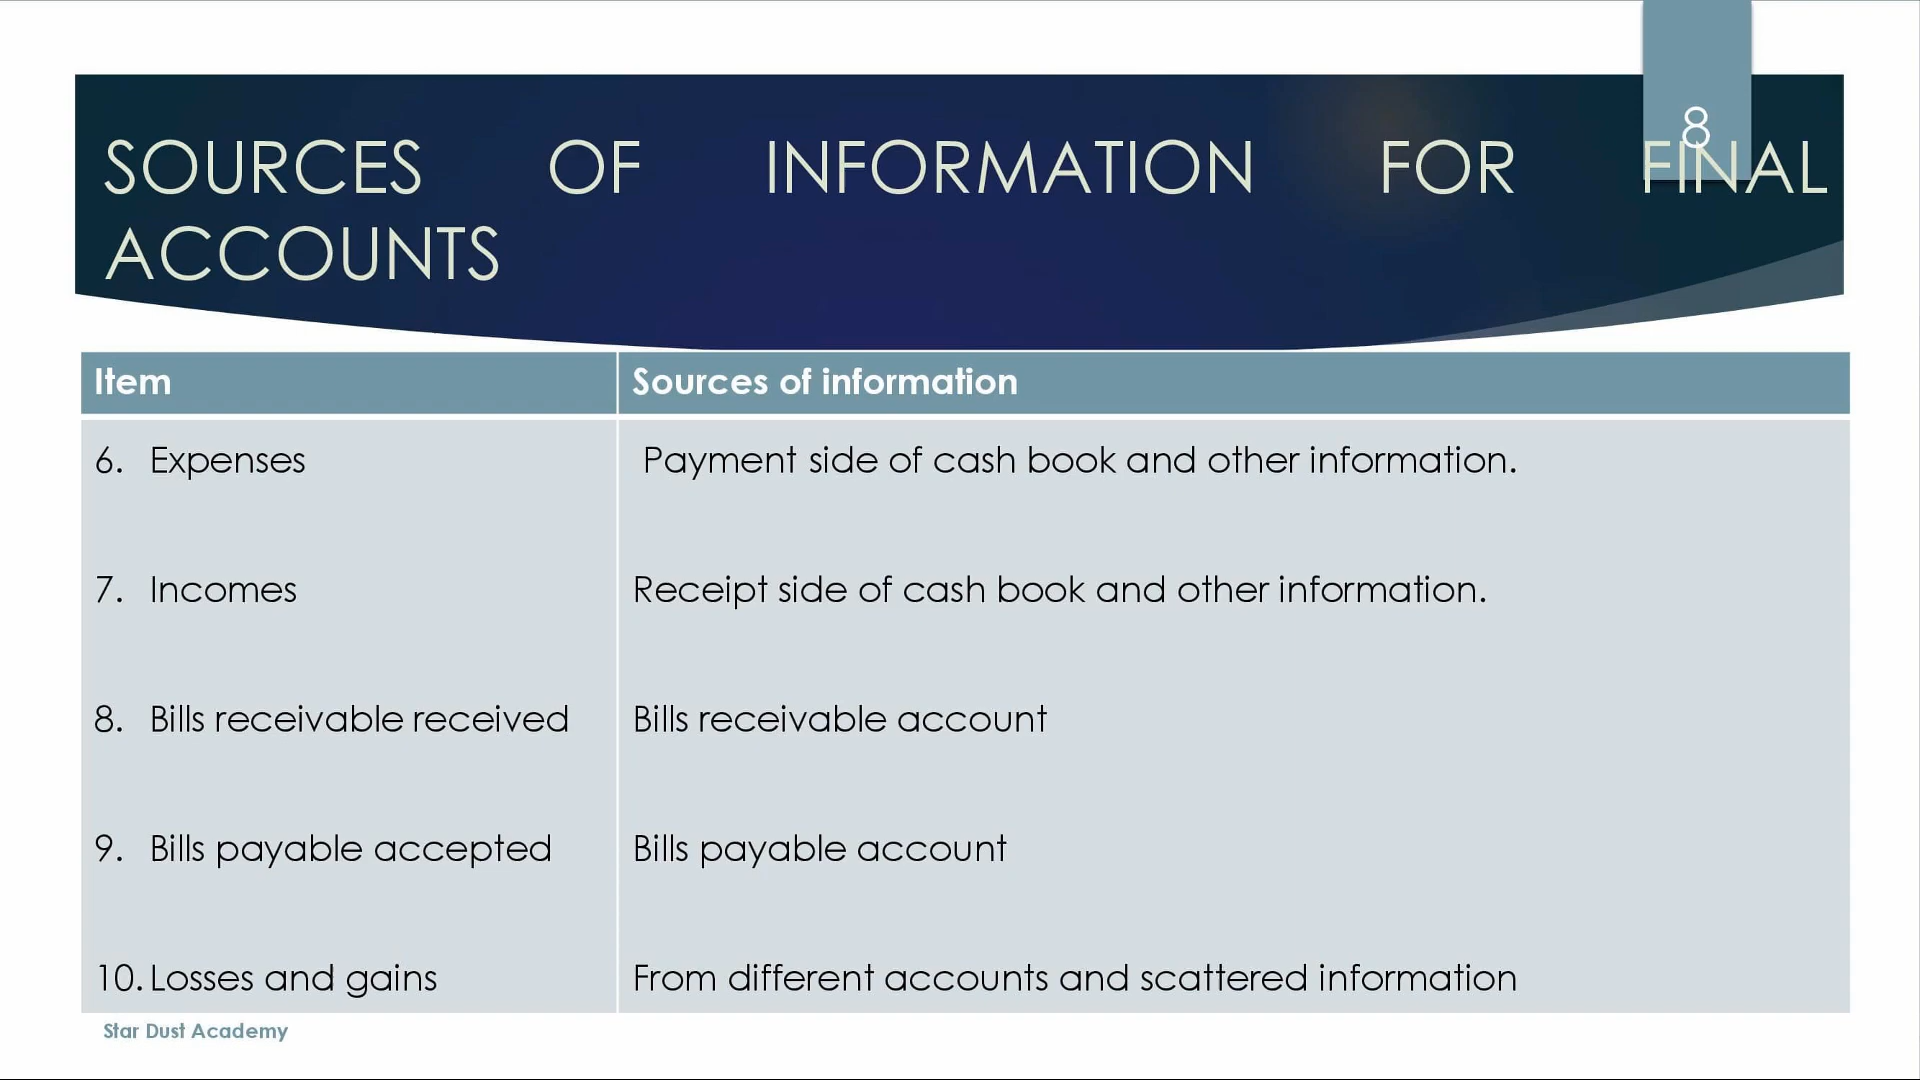 8
SOURCES OF INFORMATION FOR FINAL
ACCOUNTS
Item Sources of information
6. Expenses Payment side of cash book and other information.
7. Incomes Receipt side of cash book and other information.
8. Bills receivable received Bills receivable account
9. Bills payable accepted Bills payable account
10. Losses and gains From different accounts and scattered information
Star Dust Academy